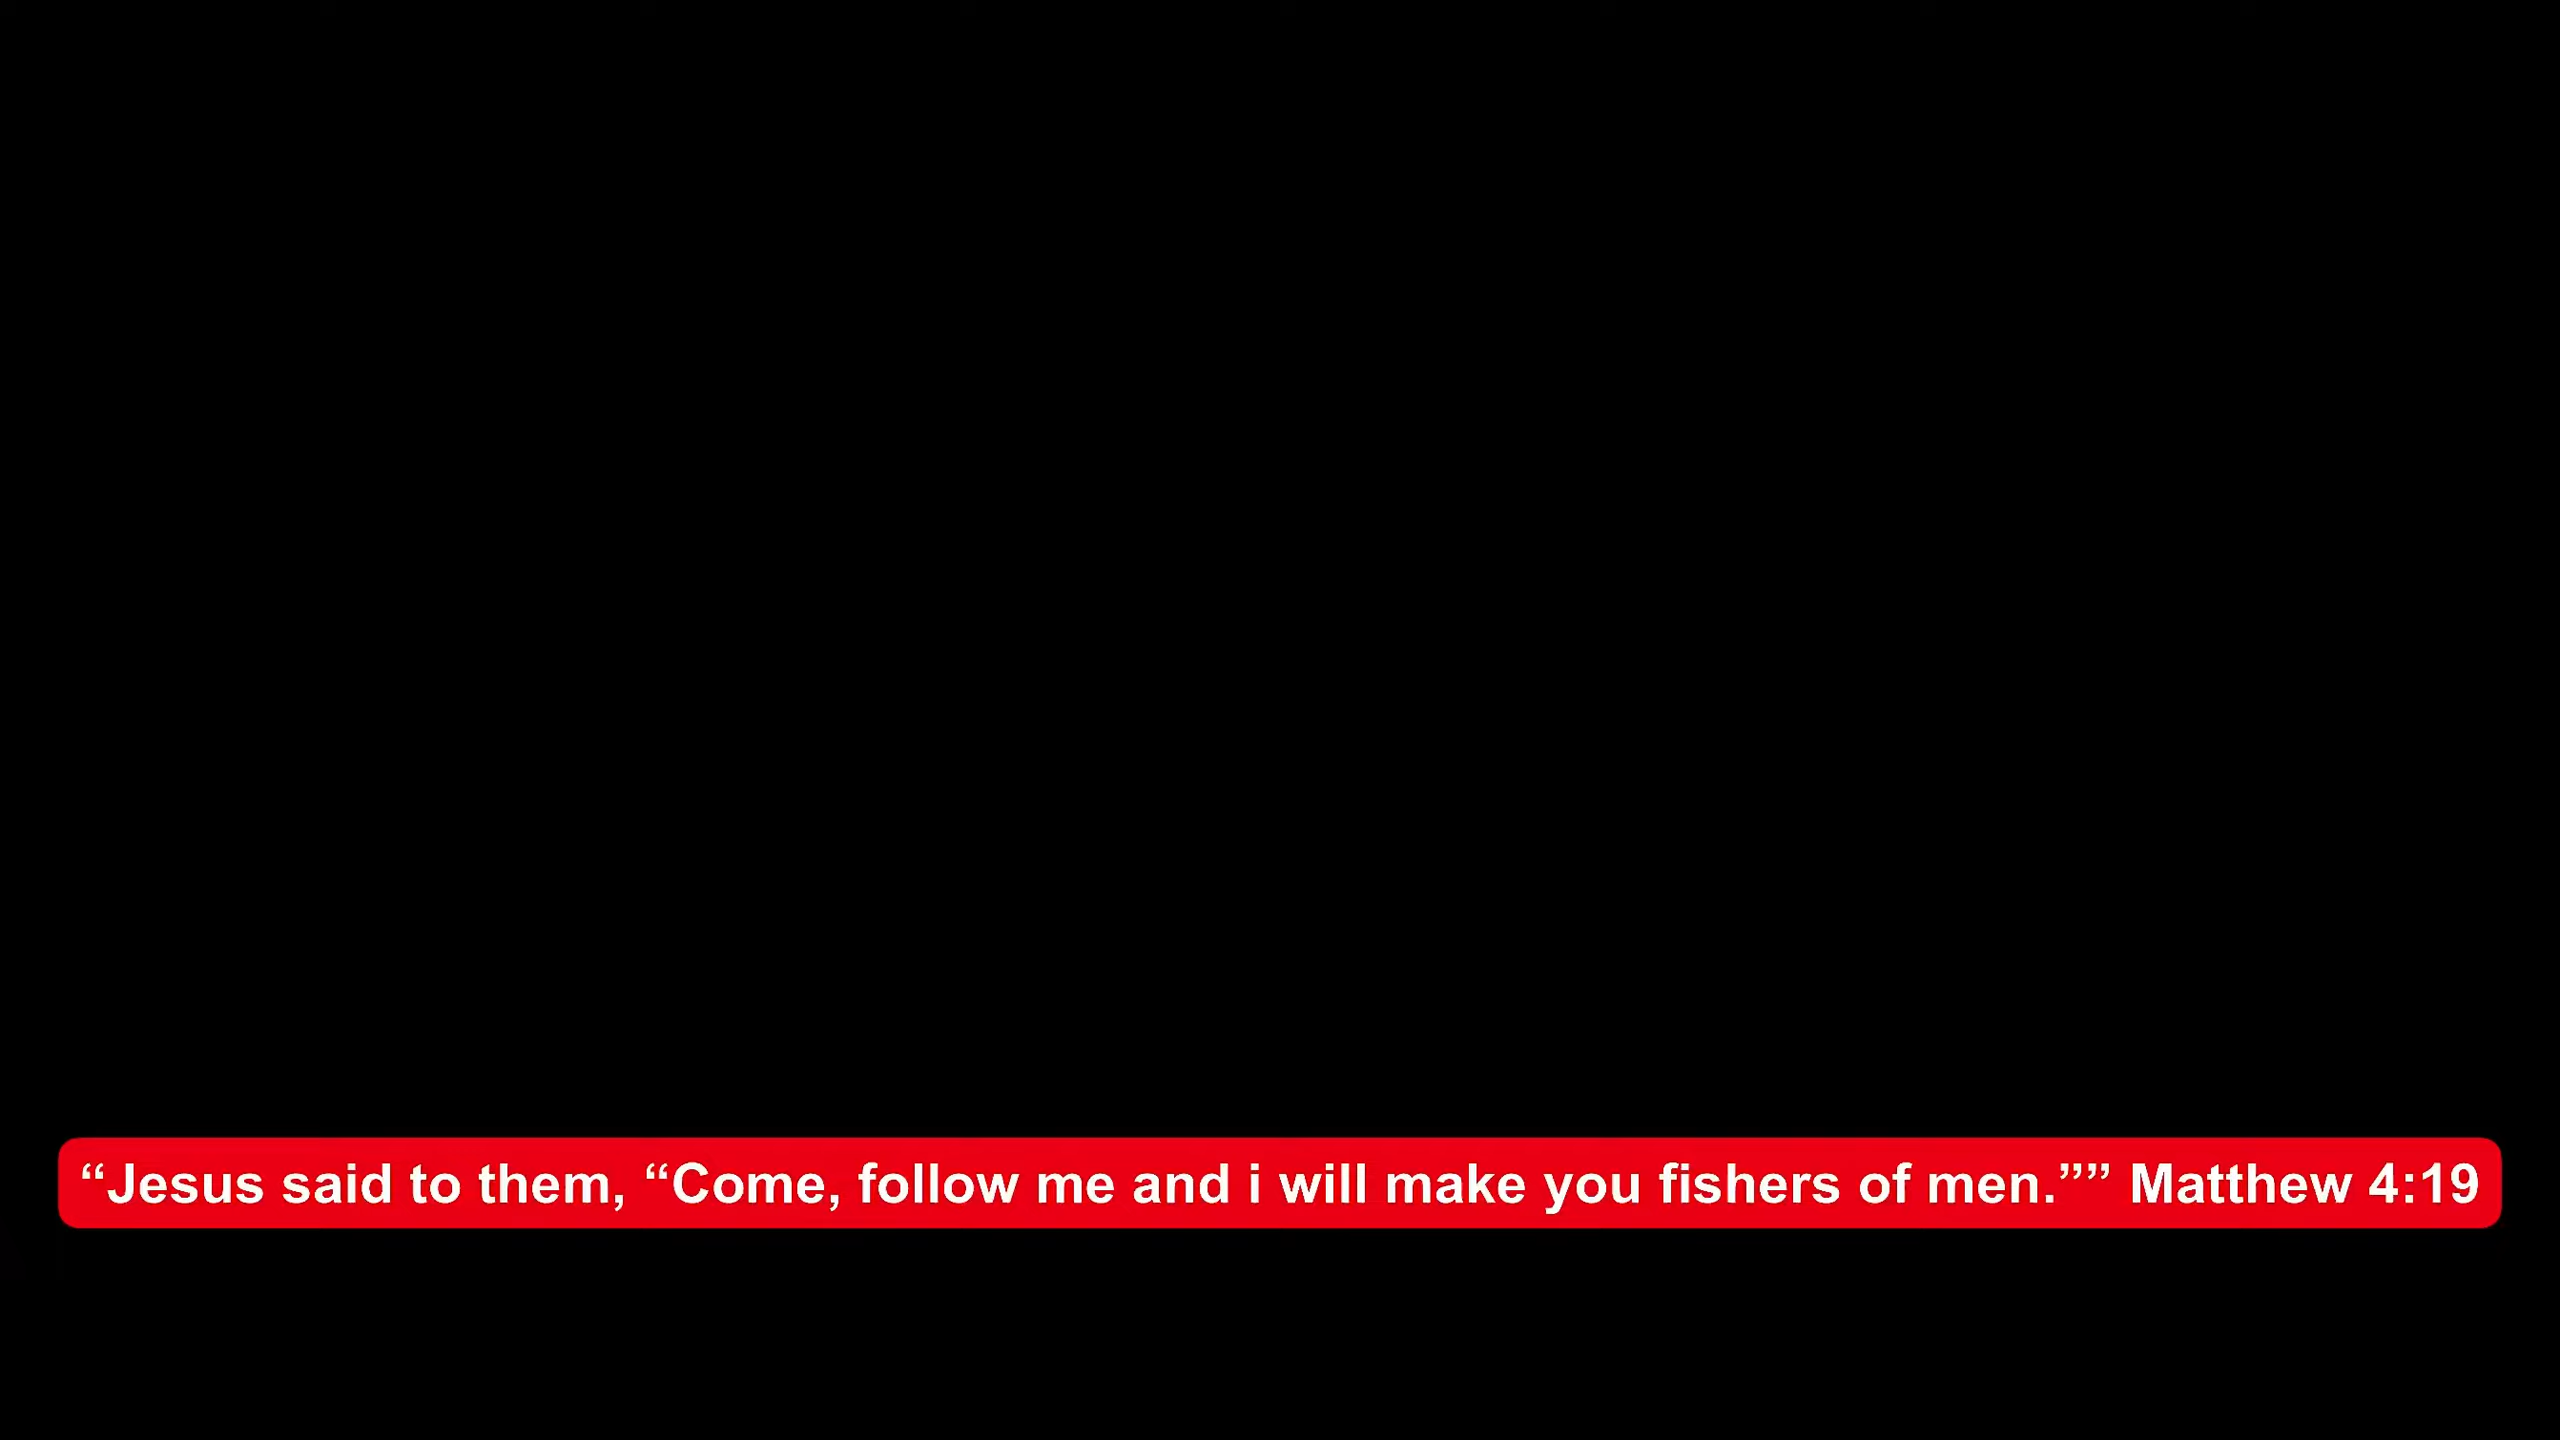 “Jesus said to them, “Come, follow me and i will make you fishers of men.”” Matthew 4:19